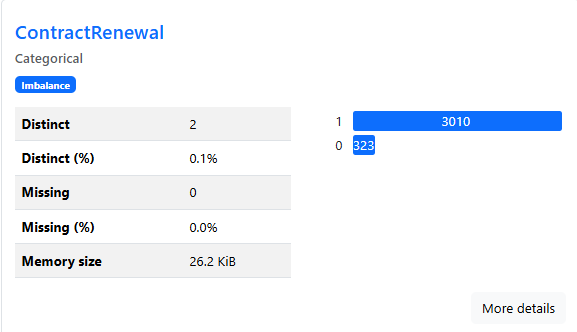 ContractRenewal
Categorical
Imbalance
Distinct 2
Distinct (%) 0.1%
Missing 0
Missing (%) 0.0%
Memory size 26.2 KiB
1 3010
0 323
More details